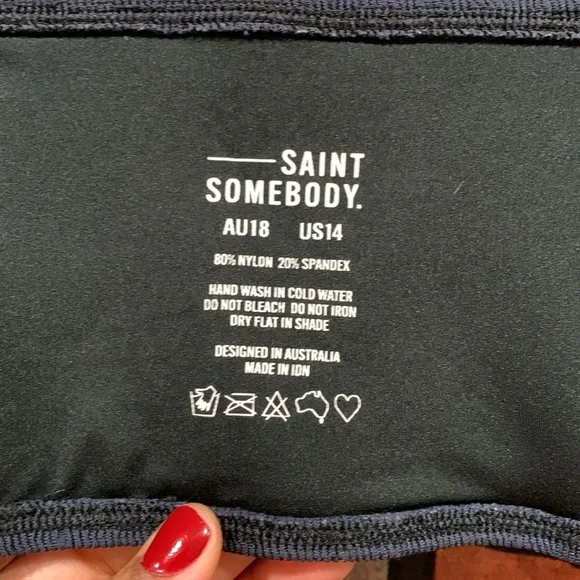 SAINT
SOMEBODY.
AU18 US14
80% NYLON 20% SPANDEX
HAND WASH IN COLD WATER
DO NOT BLEACH DO NOT IRON
DRY FLAT IN SHADE
DESIGNED IN AUSTRALIA
MADE IN IDN